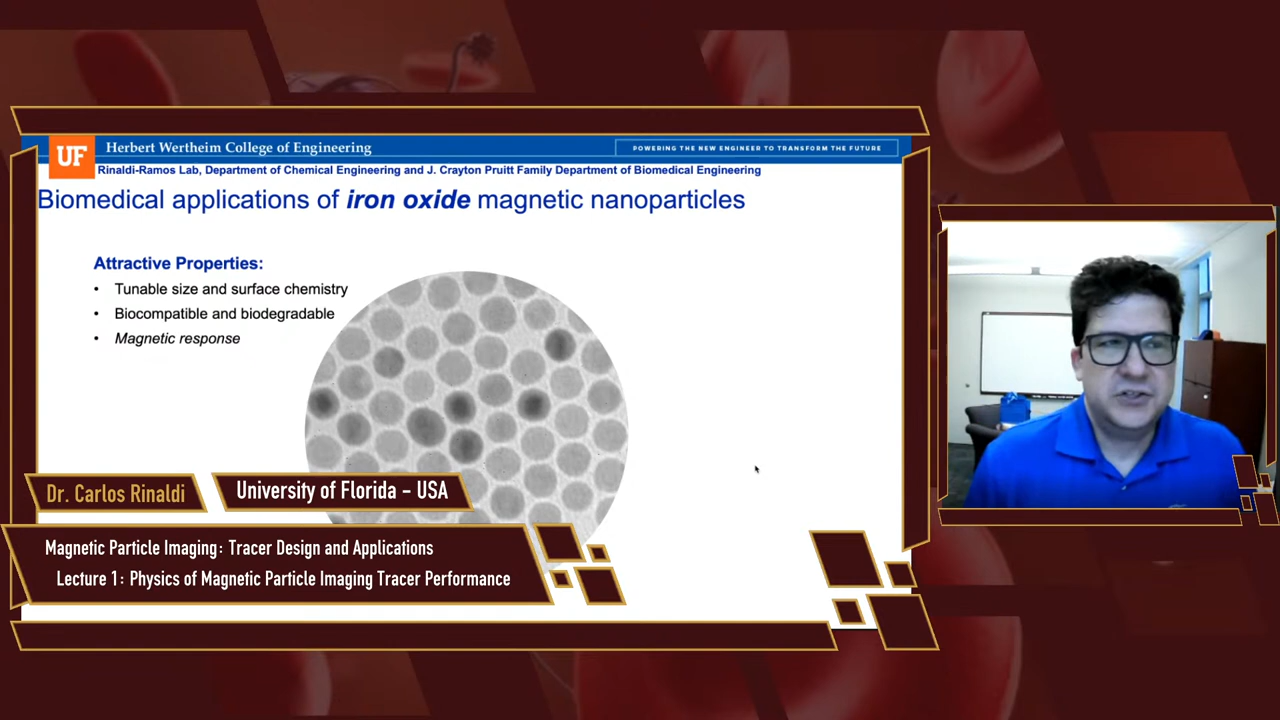 UF
Herbert Wertheim College of Engineering
POWERING THE NEW ENGINEER TO TRANSFORM THE FUTURE
Rinaldi-Ramos Lab, Department of Chemical Engineering and J. Crayton Pruitt Family Department of Biomedical Engineering
Biomedical applications of iron oxide magnetic nanoparticles
Attractive Properties:
• Tunable size and surface chemistry
• Biocompatible and biodegradable
• Magnetic response
Dr. Carlos Rinaldi
University of Florida – USA
Magnetic Particle Imaging: Tracer Design and Applications
Lecture 1: Physics of Magnetic Particle Imaging Tracer Performance